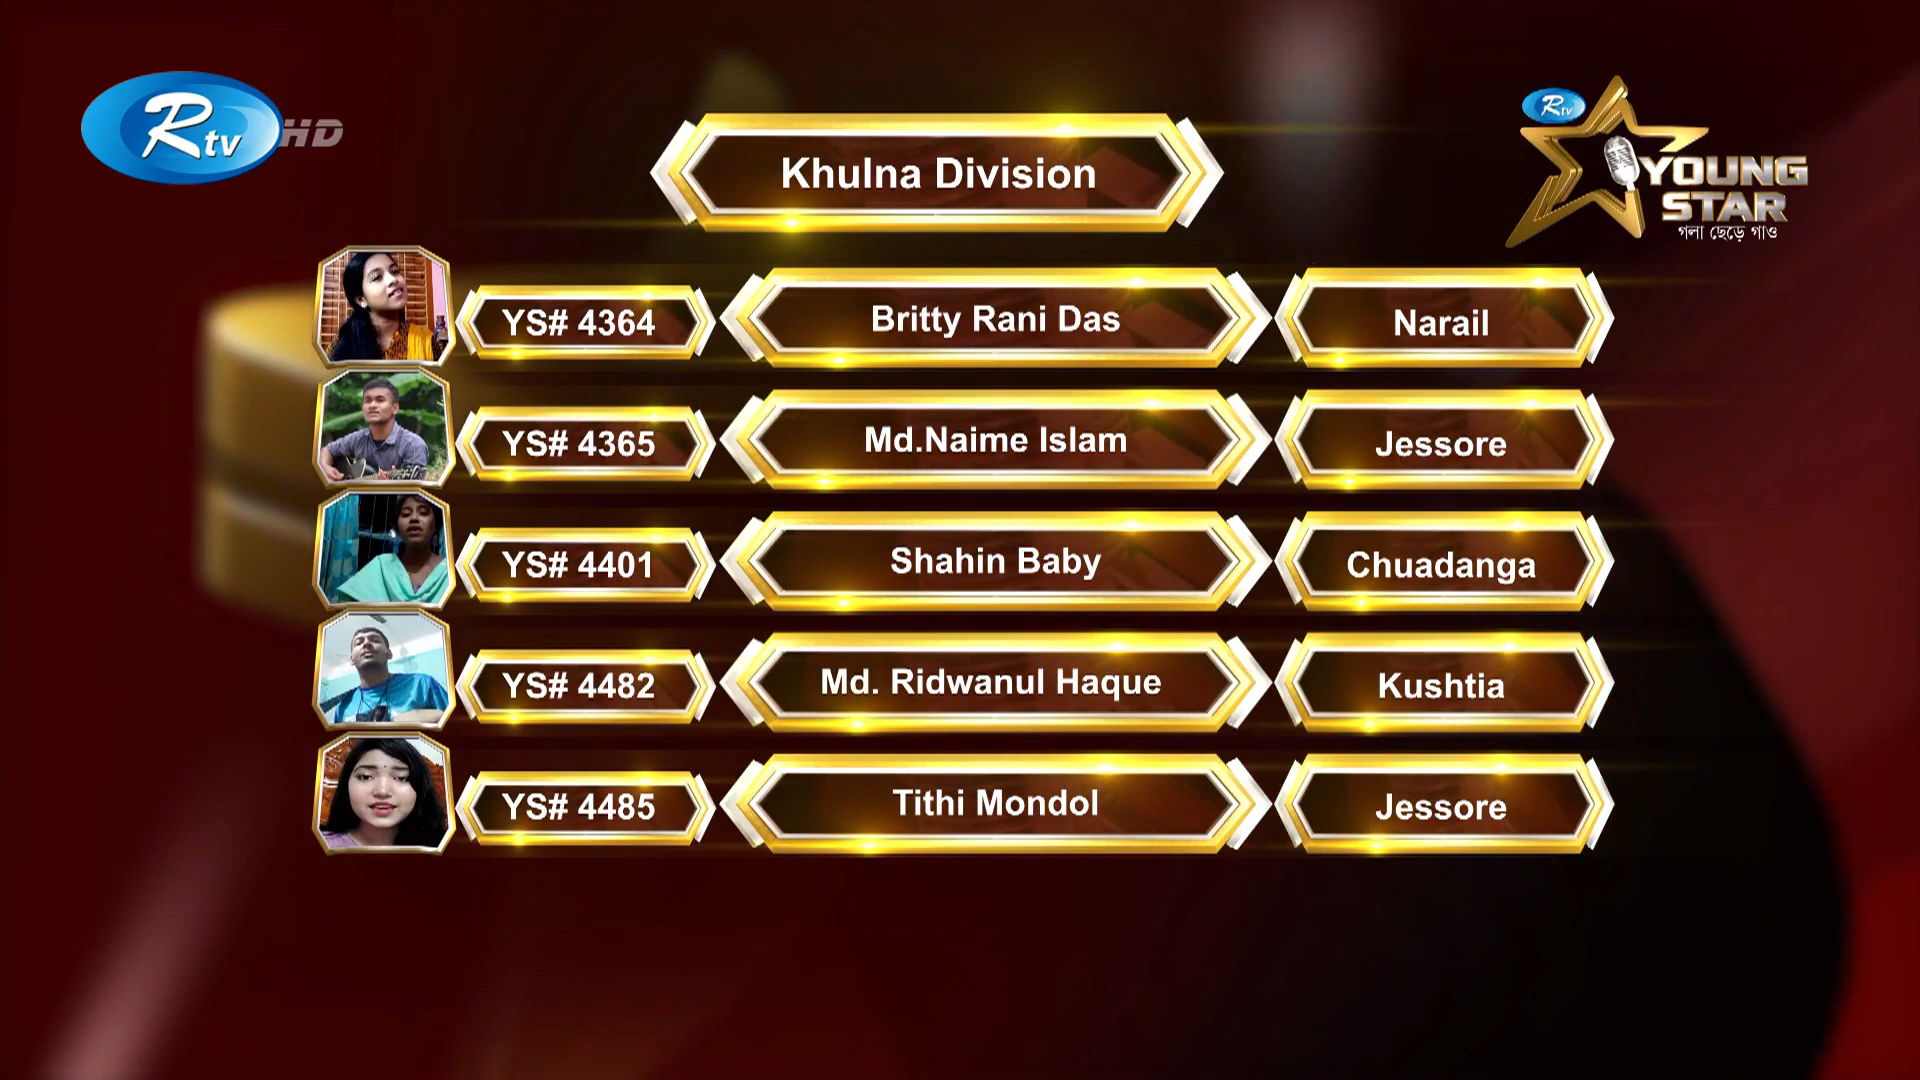 Rtv HD
Khulna Division
Rtv
YOUNG
STAR
গলা ছেড়ে গাও
YS# 4364 Britty Rani Das Narail
YS# 4365 Md.Naime Islam Jessore
YS# 4401 Shahin Baby Chuadanga
YS# 4482 Md. Ridwanul Haque Kushtia
YS# 4485 Tithi Mondol Jessore